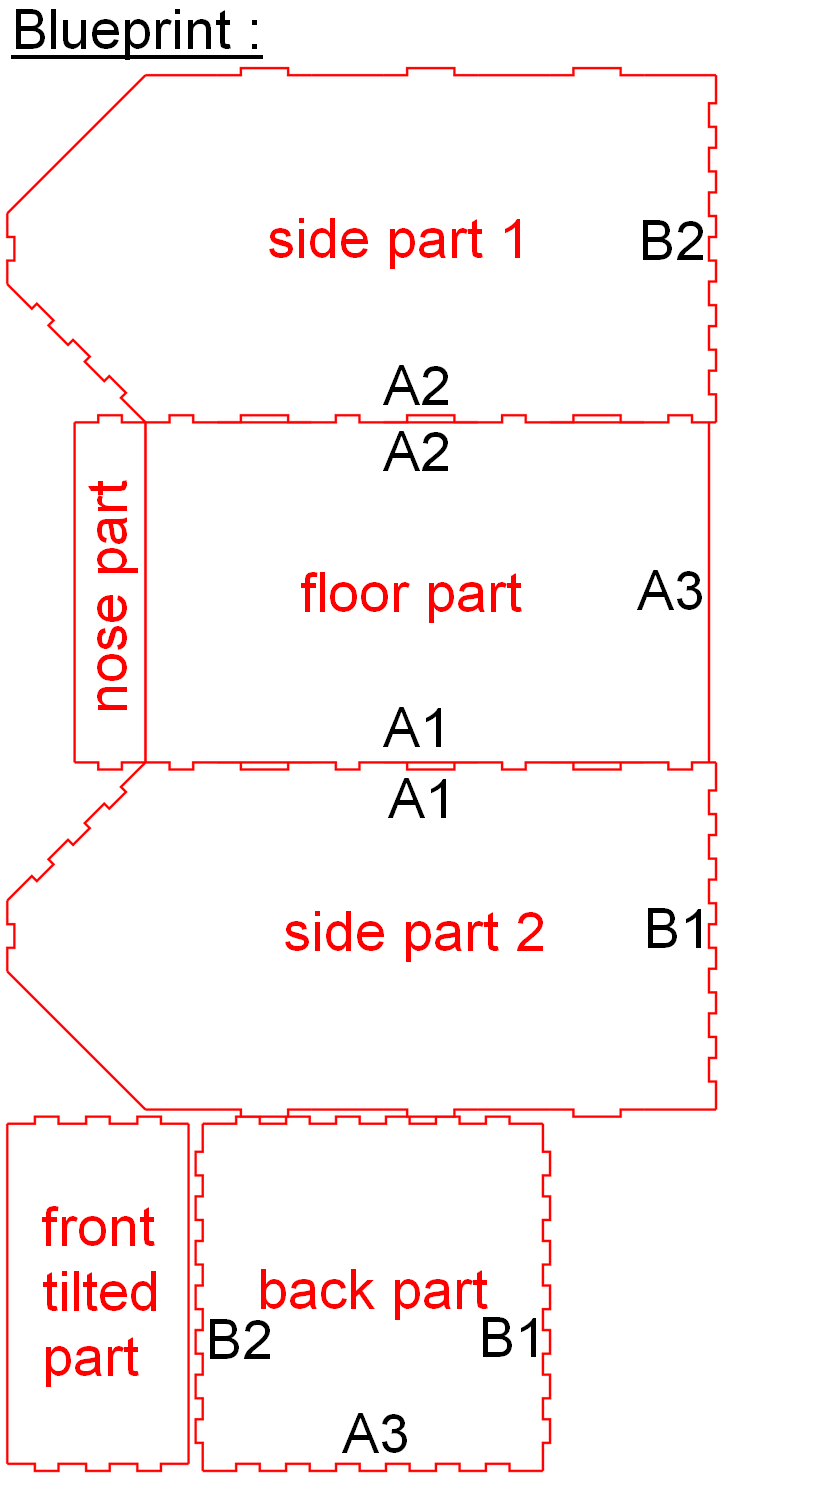 Blueprint :
side part 1
B2
A2
A2
nose part
floor part
A3
A1
A1
side part 2
B1
front
tilted
part
back part
B2
B1
A3